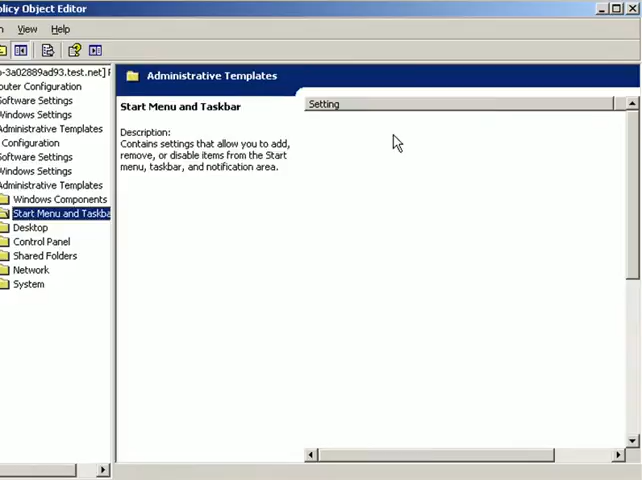 olicy Object Editor
View Help
o-3a02889ad93.test.net]
outer Configuration
Software Settings
Windows Settings
Administrative Templates
Configuration
Software Settings
Windows Settings
Administrative Templates
Windows Components
Start Menu and Taskba
Desktop
Control Panel
Shared Folders
Network
System
Administrative Templates
Start Menu and Taskbar
Description:
Contains settings that allow you to add,
remove, or disable items from the Start
menu, taskbar, and notification area.
Setting